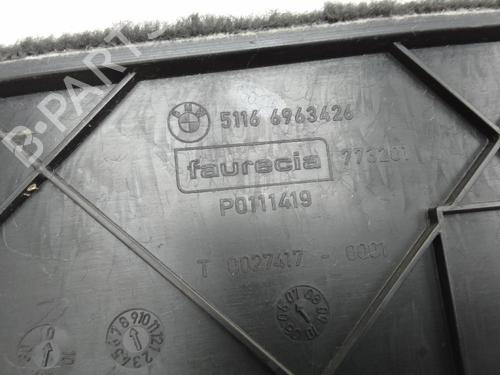 B-PARTS
5116 6963426
faurecia 773201
P0111419
T 0027417 - 0001